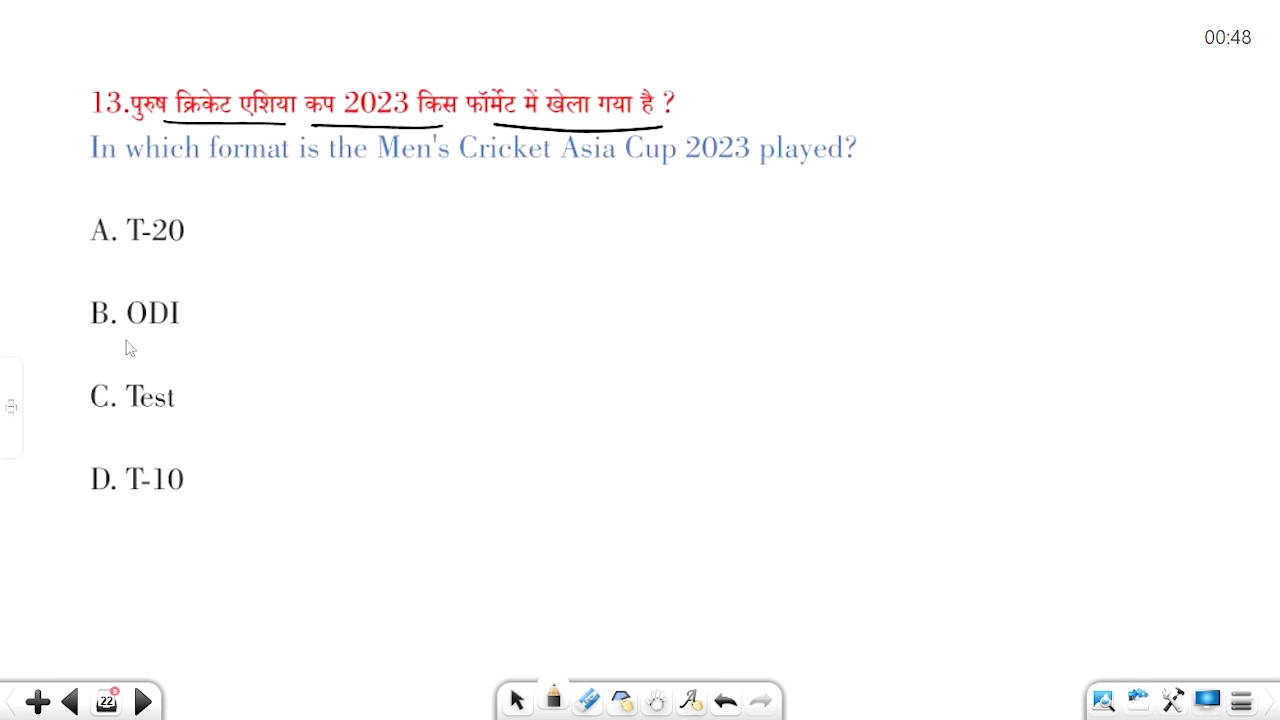 00:48
13.पुरुष क्रिकेट एशिया कप 2023 किस फॉर्मेट में खेला गया है ?
In which format is the Men's Cricket Asia Cup 2023 played?
A. T-20
B. ODI
C. Test
D. T-10
22
8